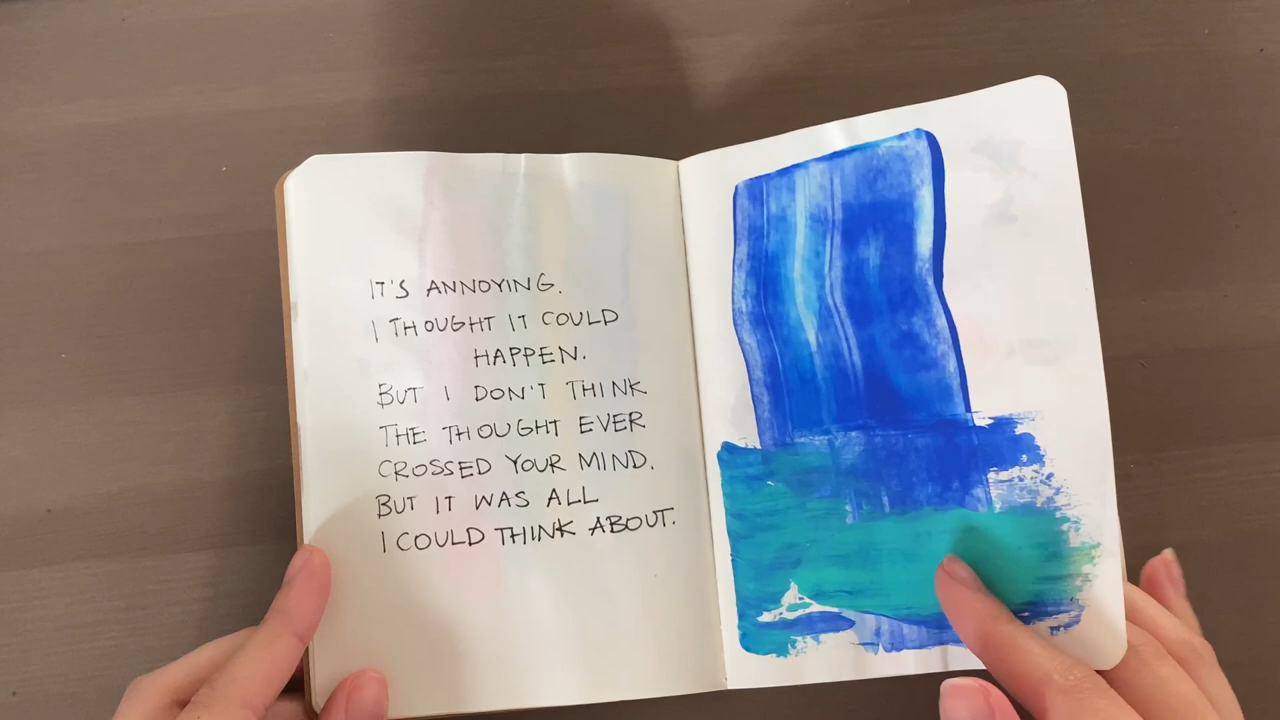 IT'S ANNOYING.
I THOUGHT IT COULD
HAPPEN.
BUT I DON'T THINK
THE THOUGHT EVER
CROSSED YOUR MIND.
BUT IT WAS ALL
I COULD THINK ABOUT.